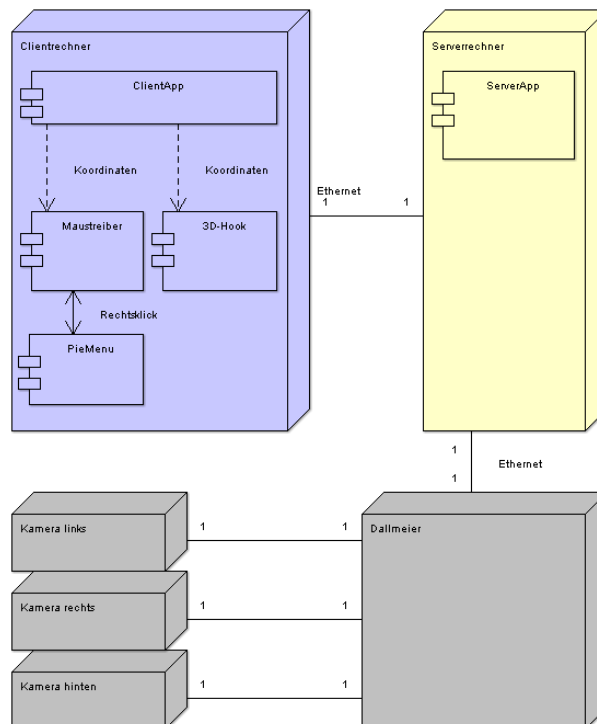 Clientrechner
ClientApp
Koordinaten
Koordinaten
Maustreiber
3D-Hook
Rechtsklick
PieMenu
Ethernet
1
1
Serverrechner
ServerApp
1
Ethernet
1
Kamera links
1
1
Dallmeier
Kamera rechts
1
1
Kamera hinten
1
1